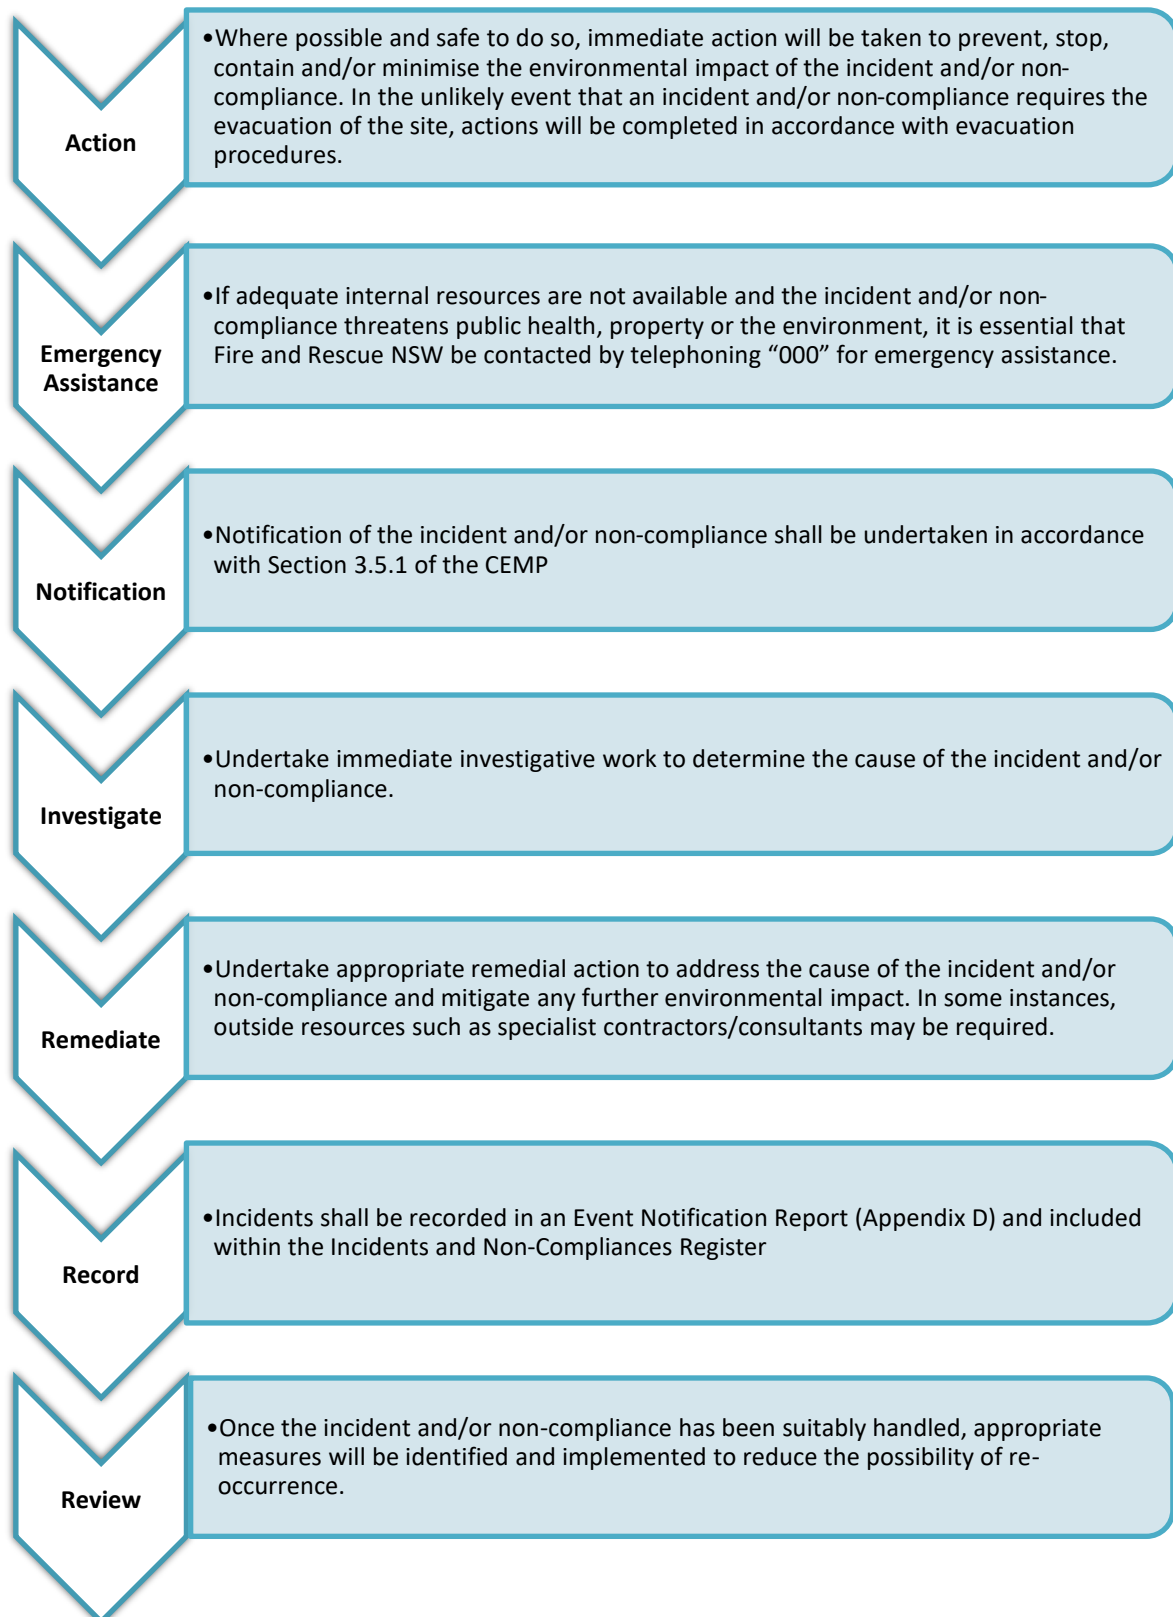 •Where possible and safe to do so, immediate action will be taken to prevent, stop,
contain and/or minimise the environmental impact of the incident and/or non-
compliance. In the unlikely event that an incident and/or non-compliance requires the
evacuation of the site, actions will be completed in accordance with evacuation
procedures.
Action
•If adequate internal resources are not available and the incident and/or non-
compliance threatens public health, property or the environment, it is essential that
Fire and Rescue NSW be contacted by telephoning “000” for emergency assistance.
Emergency
Assistance
•Notification of the incident and/or non-compliance shall be undertaken in accordance
with Section 3.5.1 of the CEMP
Notification
•Undertake immediate investigative work to determine the cause of the incident and/or
non-compliance.
Investigate
•Undertake appropriate remedial action to address the cause of the incident and/or
non-compliance and mitigate any further environmental impact. In some instances,
outside resources such as specialist contractors/consultants may be required.
Remediate
•Incidents shall be recorded in an Event Notification Report (Appendix D) and included
within the Incidents and Non-Compliances Register
Record
•Once the incident and/or non-compliance has been suitably handled, appropriate
measures will be identified and implemented to reduce the possibility of re-
occurrence.
Review